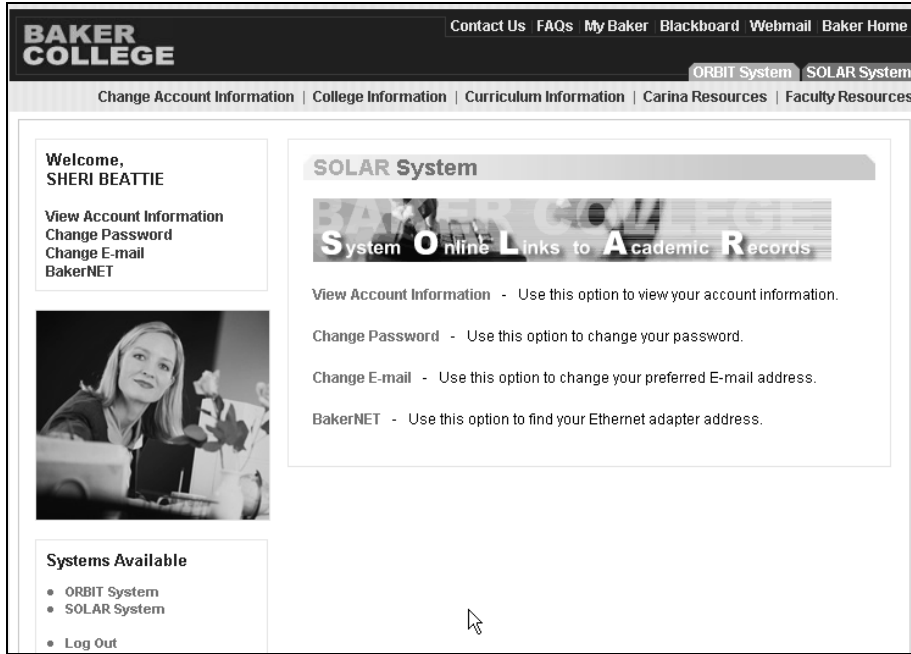 BAKER
COLLEGE
Contact Us | FAQs | My Baker | Blackboard | Webmail | Baker Home
ORBIT System SOLAR System
Change Account Information | College Information | Curriculum Information | Carina Resources | Faculty Resources
Welcome,
SHERI BEATTIE
View Account Information
Change Password
Change E-mail
BakerNET
SOLAR System
BAKER COLLEGE
System Online Links to Academic Records
View Account Information - Use this option to view your account information.
Change Password - Use this option to change your password.
Change E-mail - Use this option to change your preferred E-mail address.
BakerNET - Use this option to find your Ethernet adapter address.
Systems Available
• ORBIT System
• SOLAR System
• Log Out